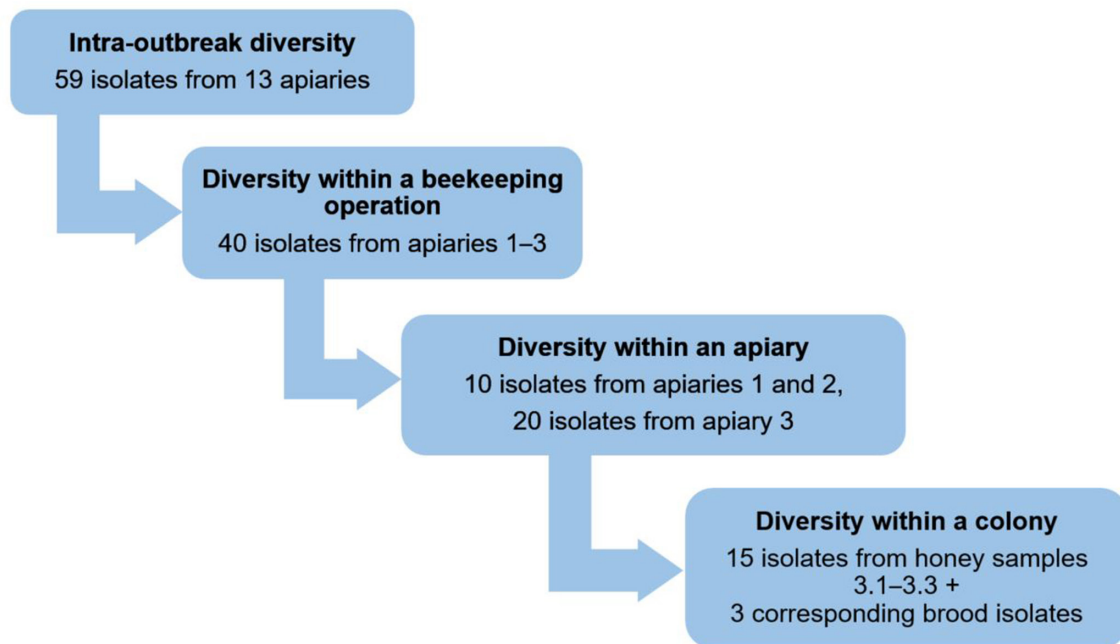 Intra-outbreak diversity
59 isolates from 13 apiaries
Diversity within a beekeeping
operation
40 isolates from apiaries 1–3
Diversity within an apiary
10 isolates from apiaries 1 and 2,
20 isolates from apiary 3
Diversity within a colony
15 isolates from honey samples
3.1–3.3 +
3 corresponding brood isolates